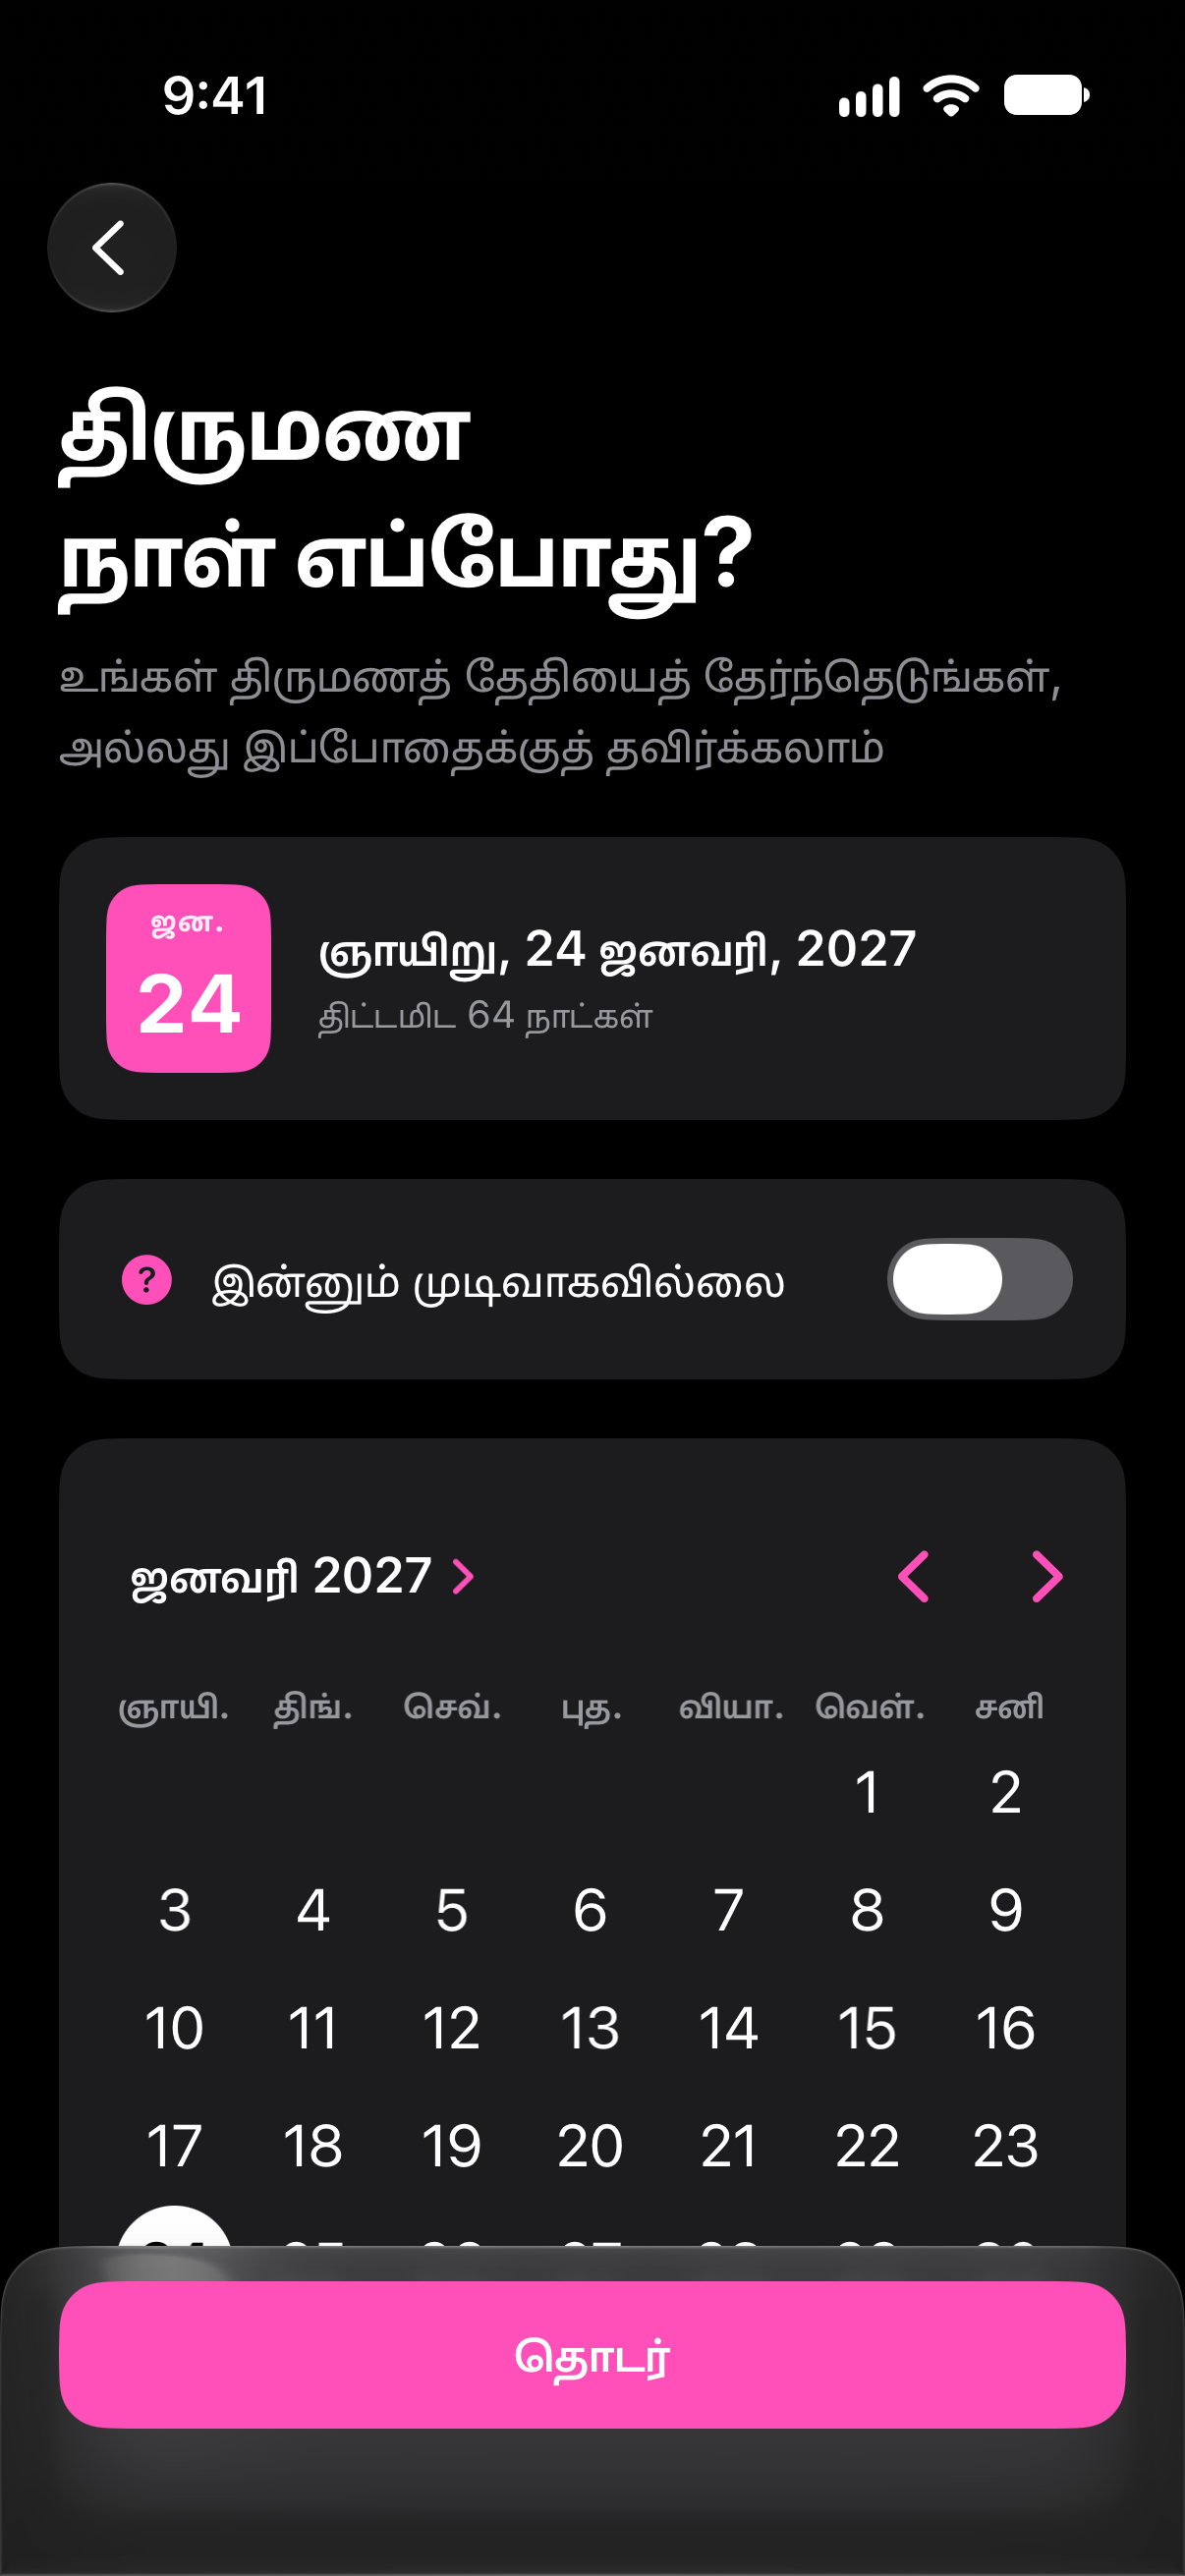 9:41
திருமண
நாள் எப்போது?
உங்கள் திருமணத் தேதியைத் தேர்ந்தெடுங்கள்,
அல்லது இப்போதைக்குத் தவிர்க்கலாம்
ஜன.
24
ஞாயிறு, 24 ஜனவரி, 2027
திட்டமிட 64 நாட்கள்
? இன்னும் முடிவாகவில்லை
ஜனவரி 2027
ஞாயி. திங். செவ். புத. வியா. வெள். சனி
1 2
3 4 5 6 7 8 9
10 11 12 13 14 15 16
17 18 19 20 21 22 23
தொடர்